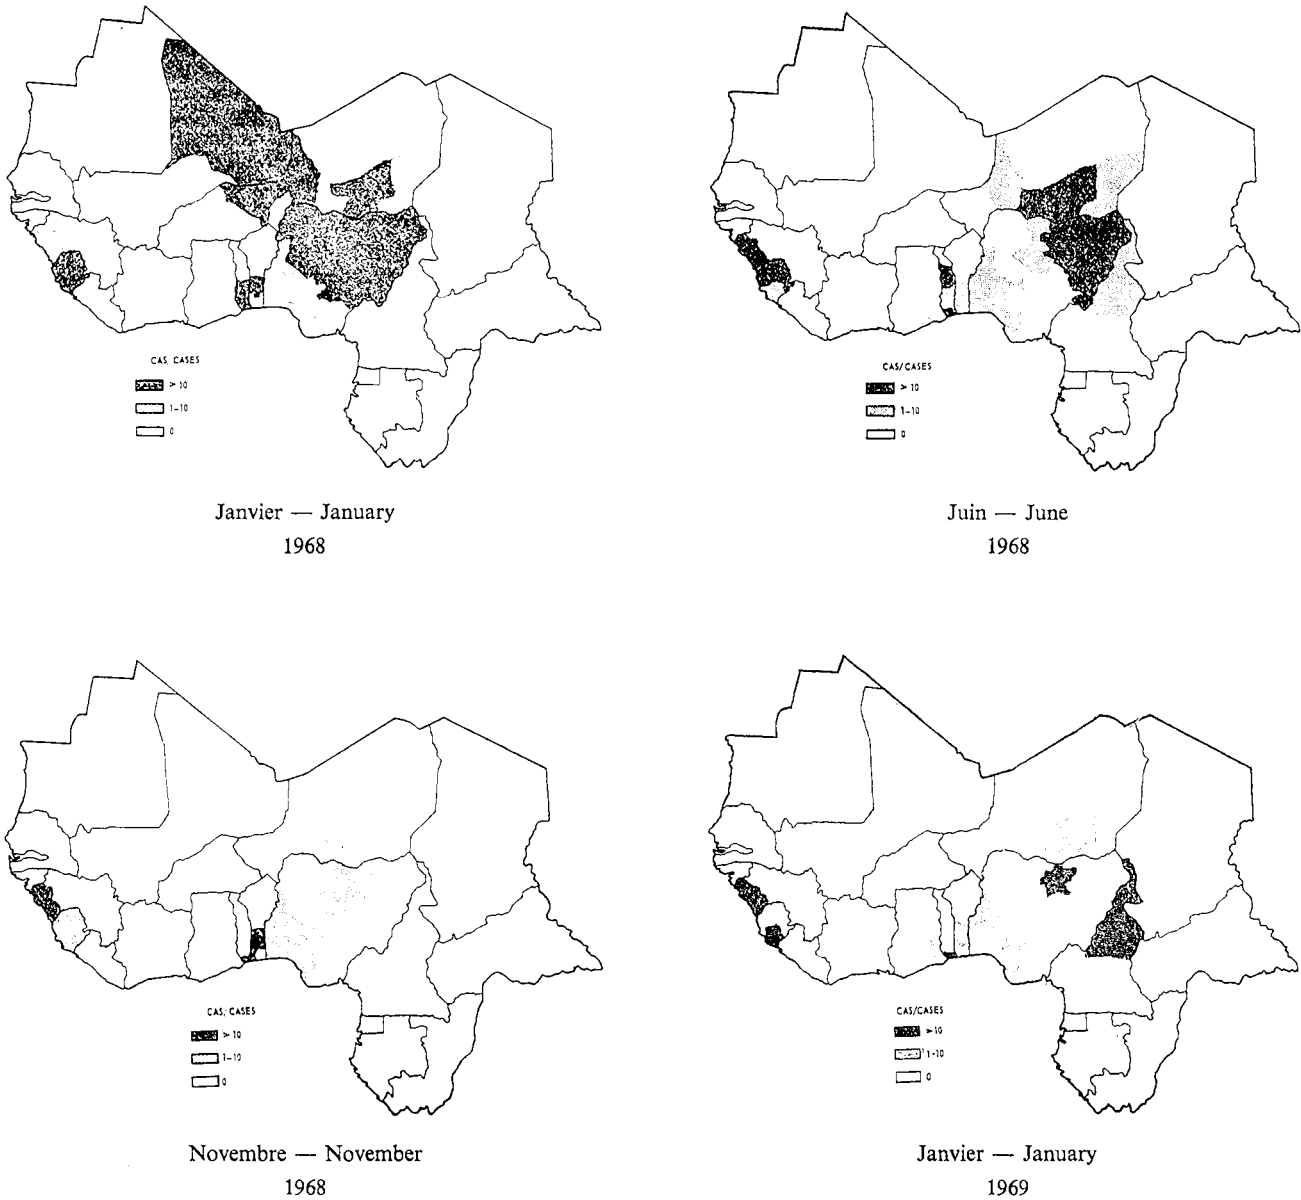 CAS, CASES
> 10
1–10
0
Janvier — January
1968
CAS/CASES
> 10
1–10
0
Juin — June
1968
CAS, CASES
> 10
1–10
0
Novembre — November
1968
CAS/CASES
> 10
1–10
0
Janvier — January
1969